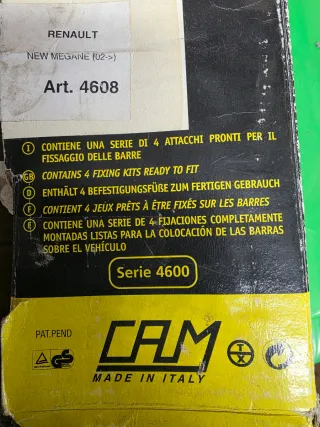 RENAULT
NEW MEGANE (02->)
Art. 4608
I CONTIENE UNA SERIE DI 4 ATTACCHI PRONTI PER IL
FISSAGGIO DELLE BARRE
GB CONTAINS 4 FIXING KITS READY TO FIT
D ENTHÄLT 4 BEFESTIGUNGSFÜßE ZUM FERTIGEN GEBRAUCH
F CONTIENT 4 JEUX PRÊTS À ÊTRE FIXÉS SUR LES BARRES
E CONTIENE UNA SERIE DE 4 FIJACIONES COMPLETAMENTE
MONTADAS LISTAS PARA LA COLOCACIÓN DE LAS BARRAS
SOBRE EL VEHÍCULO
Serie 4600
PAT.PEND
CAM
MADE IN ITALY